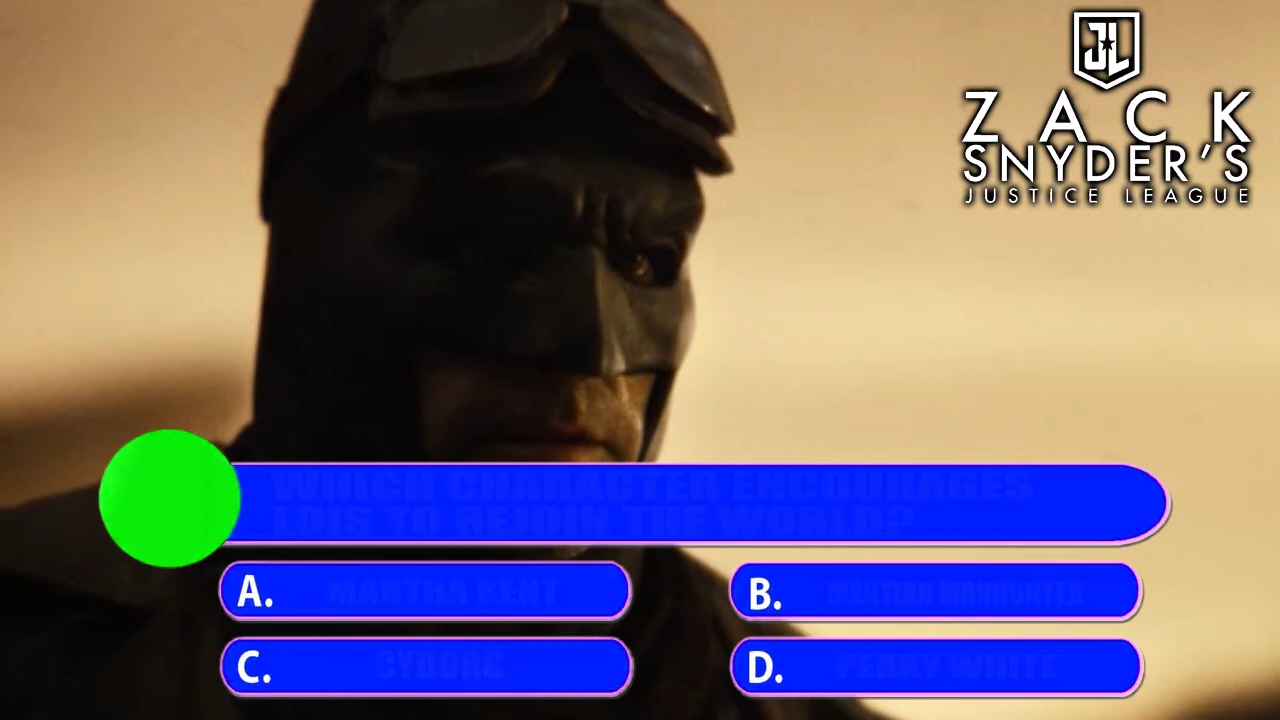 JL
ZACK
SNYDER'S
JUSTICE LEAGUE
WHICH CHARACTER ENCOURAGES
LOIS TO REJOIN THE WORLD?
A. MARTHA KENT
B. MARTIAN MANHUNTER
C. CYBORG
D. PERRY WHITE